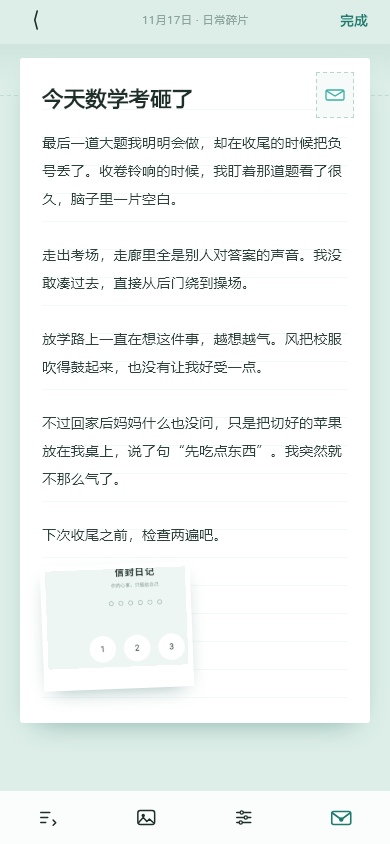 11月17日 · 日常碎片
完成
今天数学考砸了
最后一道大题我明明会做，却在收尾的时候把负
号丢了。收卷铃响的时候，我盯着那道题看了很
久，脑子里一片空白。
走出考场，走廊里全是别人对答案的声音。我没
敢凑过去，直接从后门绕到操场。
放学路上一直在想这件事，越想越气。风把校服
吹得鼓起来，也没有让我好受一点。
不过回家后妈妈什么也没问，只是把切好的苹果
放在我桌上，说了句“先吃点东西”。我突然就
不那么气了。
下次收尾之前，检查两遍吧。
信封日记
1 2 3